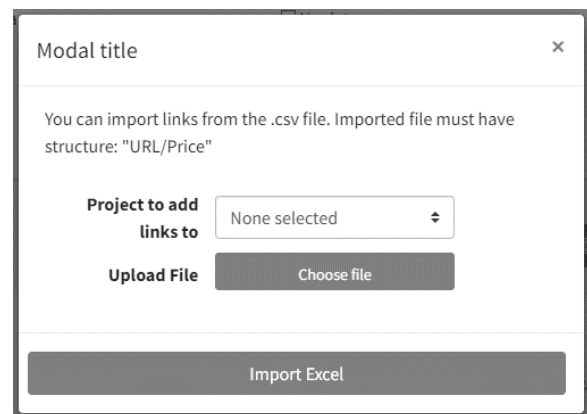 Modal title ×
You can import links from the .csv file. Imported file must have
structure: "URL/Price"
Project to add
links to
None selected
Upload File
Choose file
Import Excel